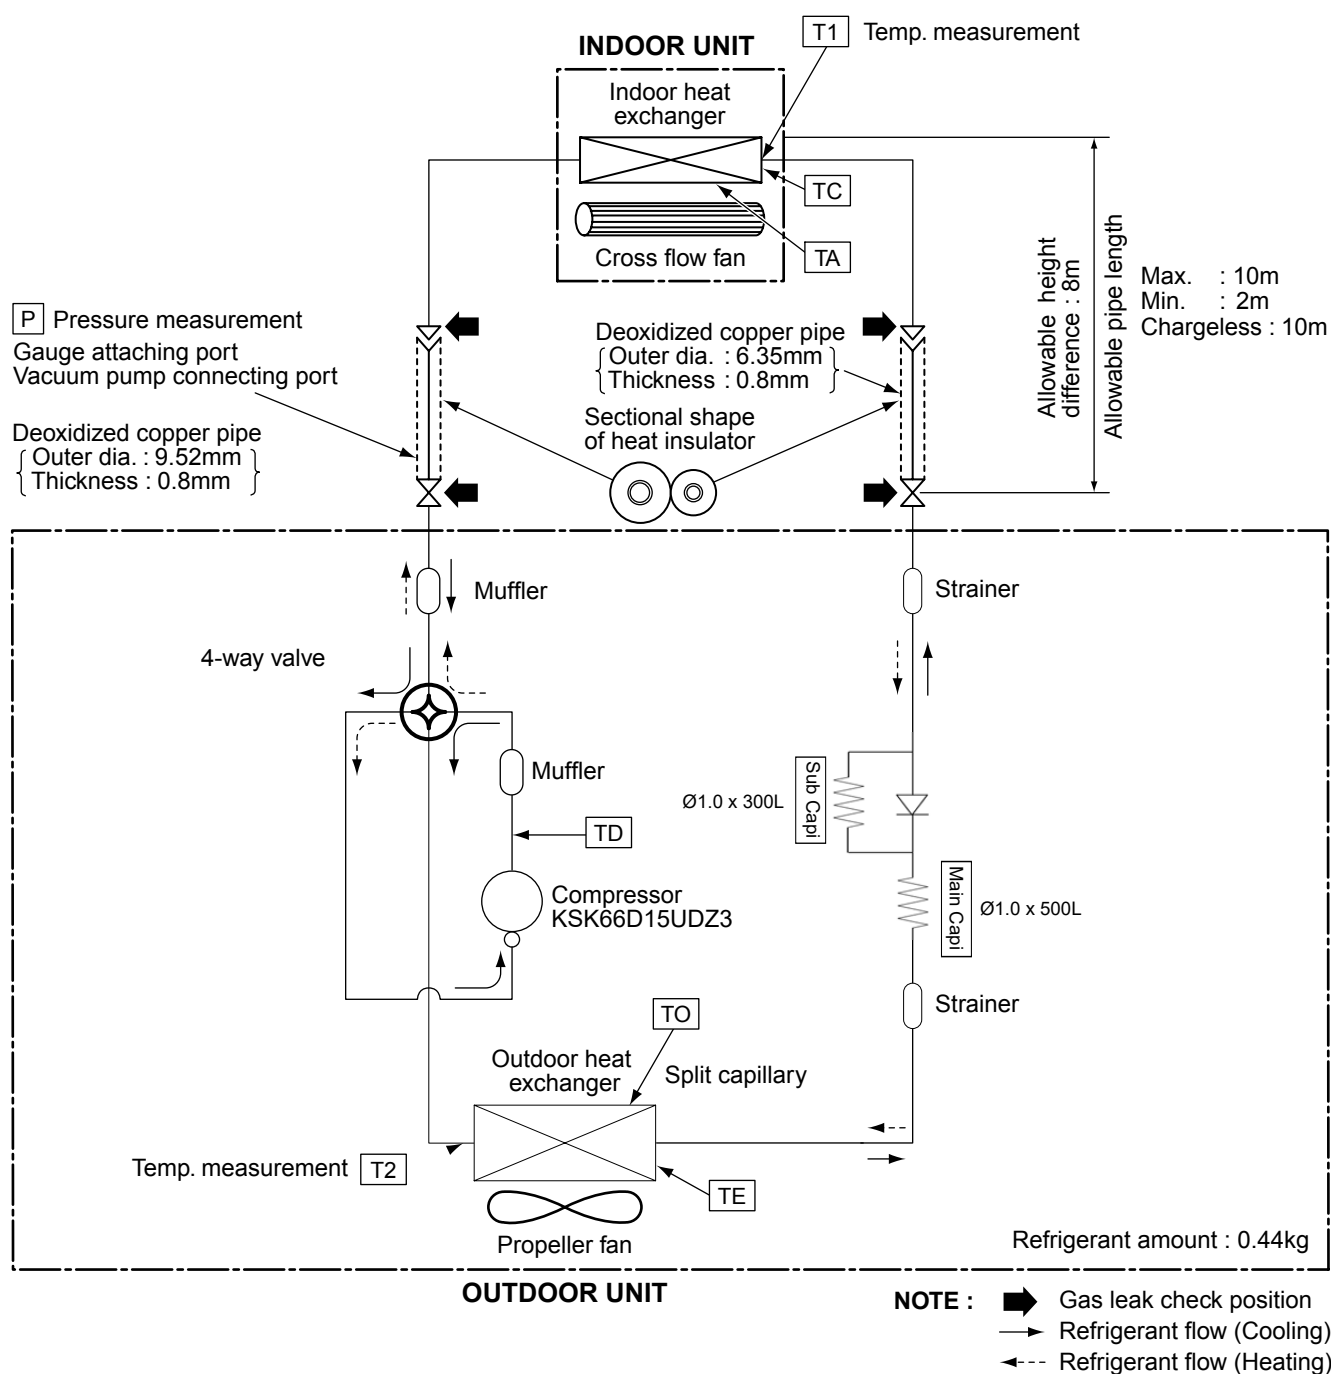 T1 Temp. measurement
INDOOR UNIT
Indoor heat
exchanger
TC
TA
Cross flow fan
Allowable height
difference : 8m
Allowable pipe length
Max. : 10m
Min. : 2m
Chargeless : 10m
P Pressure measurement
Gauge attaching port
Vacuum pump connecting port
Deoxidized copper pipe
Outer dia. : 9.52mm
Thickness : 0.8mm
Deoxidized copper pipe
Outer dia. : 6.35mm
Thickness : 0.8mm
Sectional shape
of heat insulator
Muffler
Strainer
4-way valve
Muffler
TD
Compressor
KSK66D15UDZ3
Ø1.0 x 300L
Sub Capi
Main Capi
Ø1.0 x 500L
Strainer
TO
Outdoor heat
exchanger
Split capillary
Temp. measurement T2
TE
Propeller fan
Refrigerant amount : 0.44kg
OUTDOOR UNIT
NOTE :
Gas leak check position
Refrigerant flow (Cooling)
Refrigerant flow (Heating)